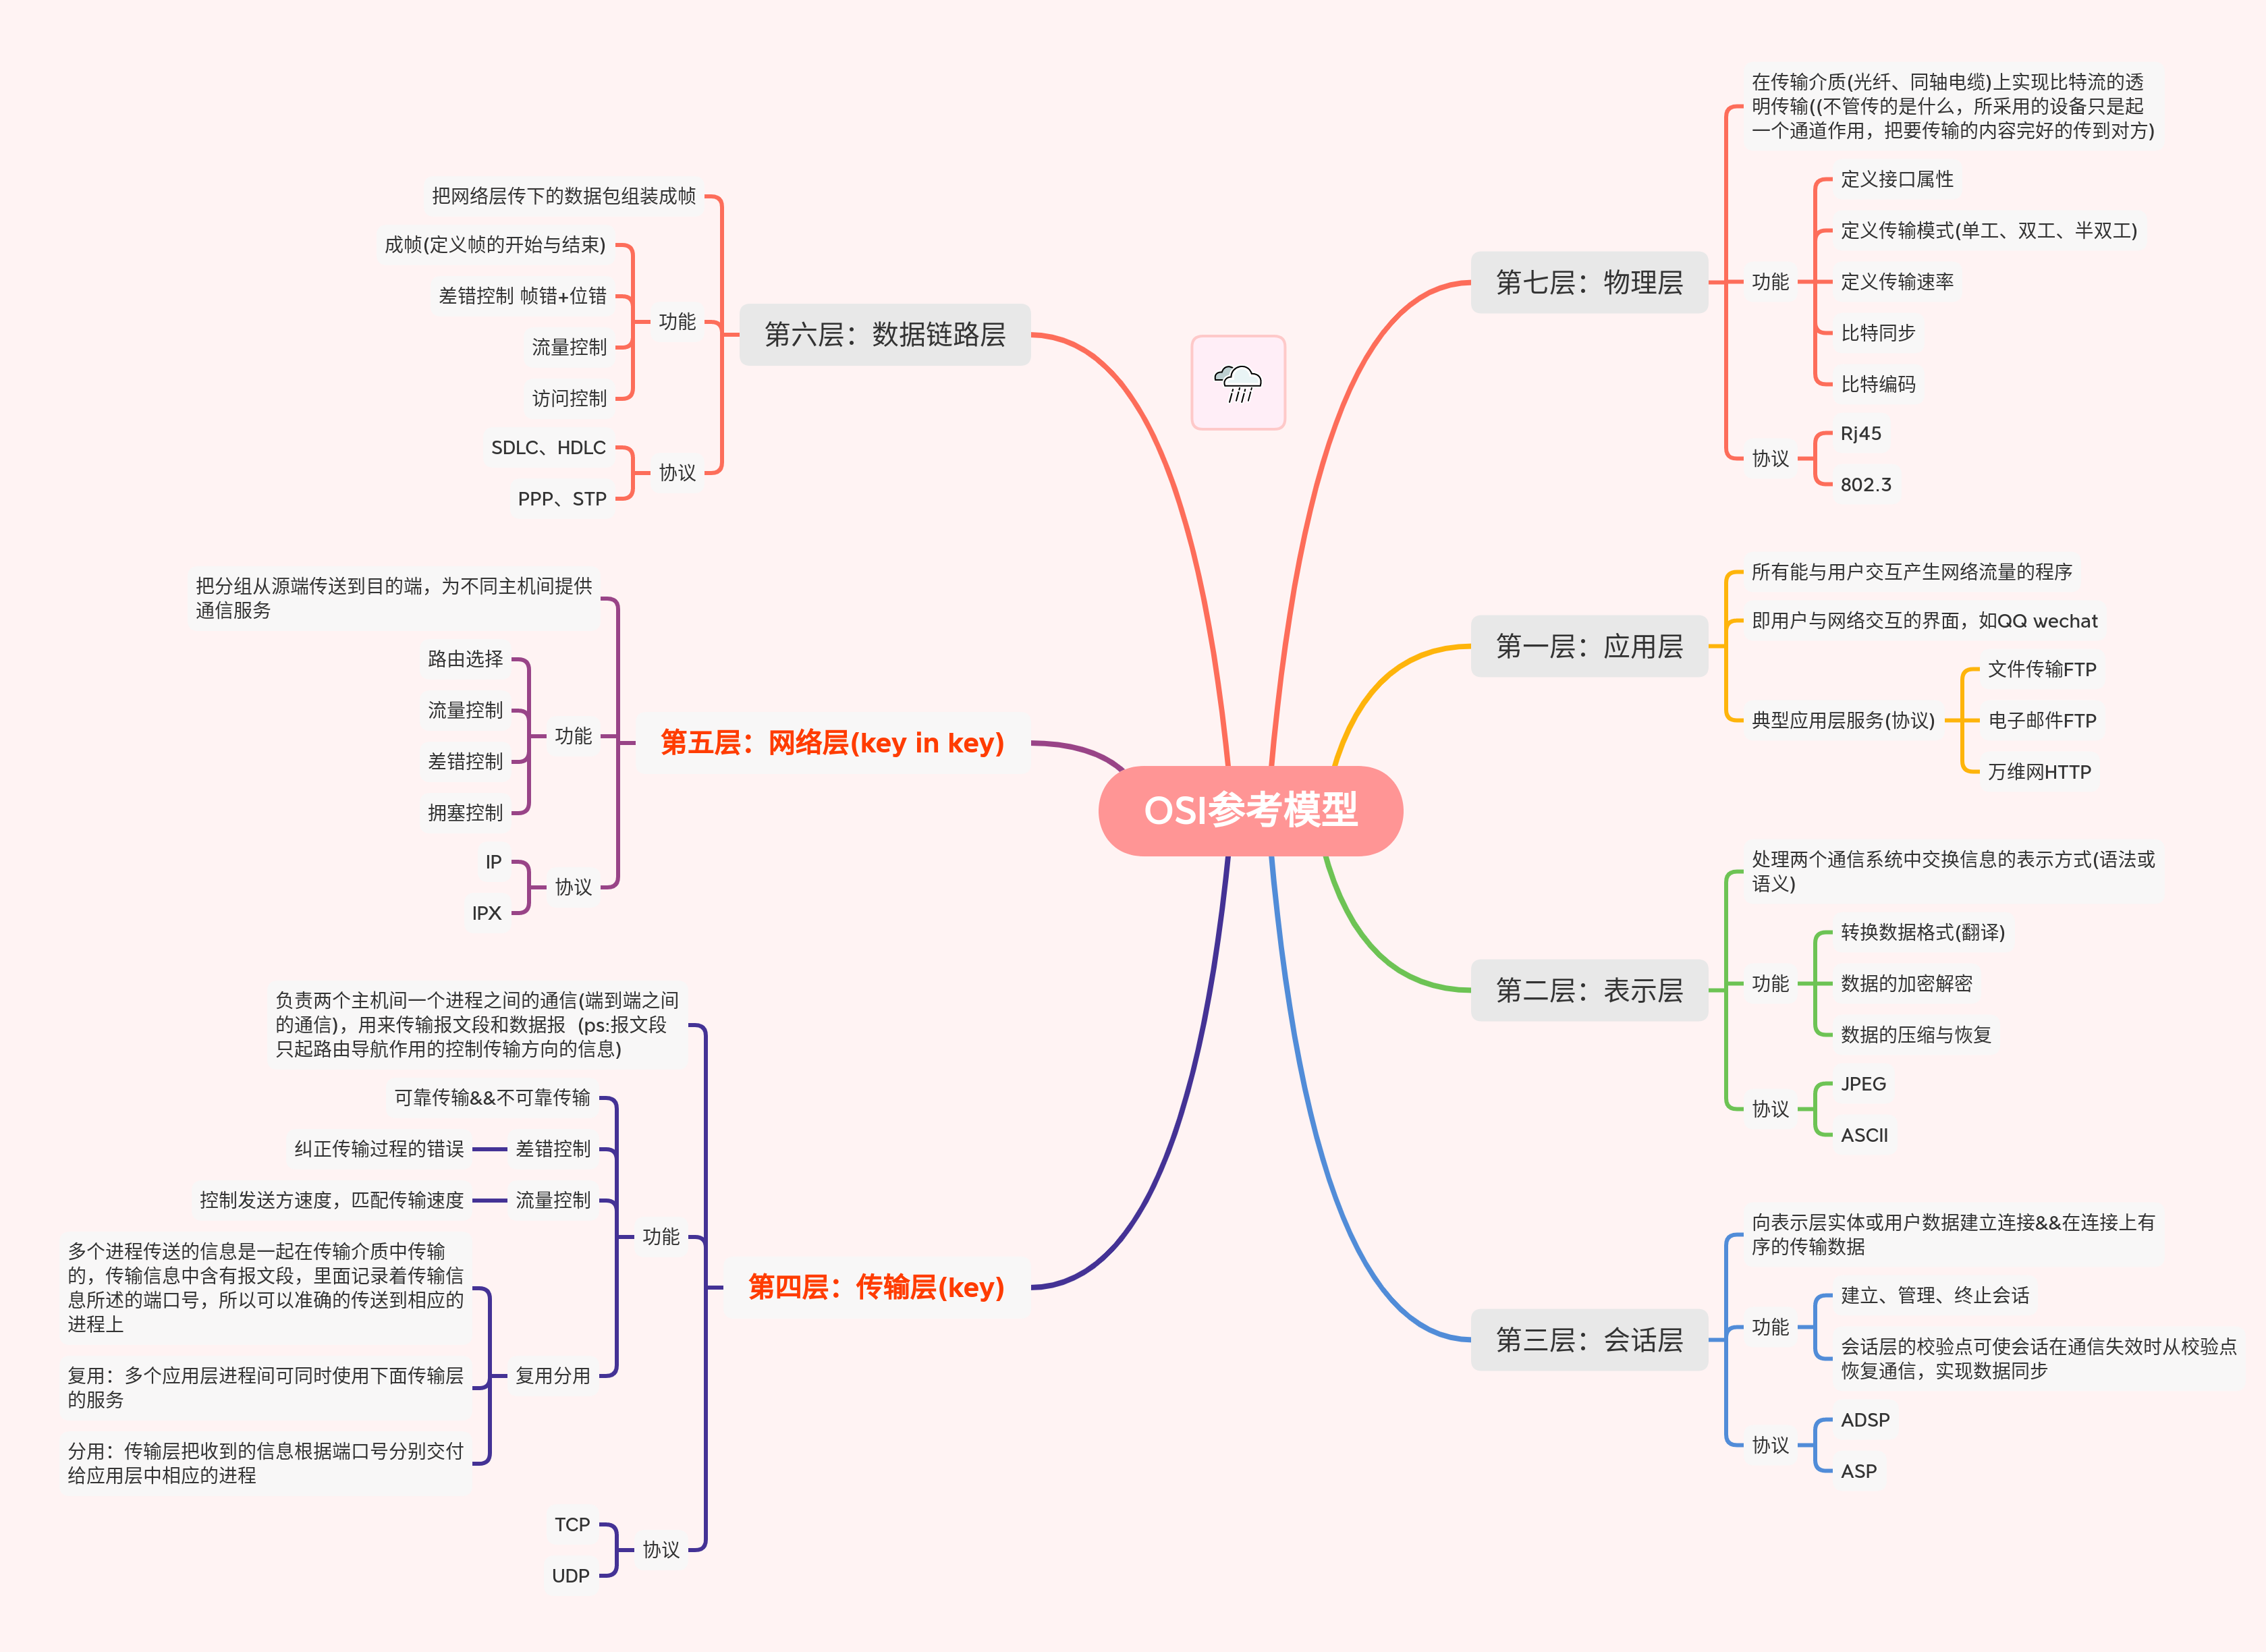 OSI参考模型
第七层：物理层
在传输介质(光纤、同轴电缆)上实现比特流的透
明传输((不管传的是什么，所采用的设备只是起
一个通道作用，把要传输的内容完好的传到对方)
功能
定义接口属性
定义传输模式(单工、双工、半双工)
定义传输速率
比特同步
比特编码
协议
Rj45
802.3
第一层：应用层
所有能与用户交互产生网络流量的程序
即用户与网络交互的界面，如QQ wechat
典型应用层服务(协议)
文件传输FTP
电子邮件FTP
万维网HTTP
第二层：表示层
处理两个通信系统中交换信息的表示方式(语法或
语义)
功能
转换数据格式(翻译)
数据的加密解密
数据的压缩与恢复
协议
JPEG
ASCII
第三层：会话层
向表示层实体或用户数据建立连接&&在连接上有
序的传输数据
功能
建立、管理、终止会话
会话层的校验点可使会话在通信失效时从校验点
恢复通信，实现数据同步
协议
ADSP
ASP
第六层：数据链路层
把网络层传下的数据包组装成帧
功能
成帧(定义帧的开始与结束)
差错控制 帧错+位错
流量控制
访问控制
协议
SDLC、HDLC
PPP、STP
第五层：网络层(key in key)
把分组从源端传送到目的端，为不同主机间提供
通信服务
功能
路由选择
流量控制
差错控制
拥塞控制
协议
IP
IPX
第四层：传输层(key)
负责两个主机间一个进程之间的通信(端到端之间
的通信)，用来传输报文段和数据报 (ps:报文段
只起路由导航作用的控制传输方向的信息)
功能
可靠传输&&不可靠传输
差错控制
纠正传输过程的错误
流量控制
控制发送方速度，匹配传输速度
复用分用
多个进程传送的信息是一起在传输介质中传输
的，传输信息中含有报文段，里面记录着传输信
息所述的端口号，所以可以准确的传送到相应的
进程上
复用：多个应用层进程间可同时使用下面传输层
的服务
分用：传输层把收到的信息根据端口号分别交付
给应用层中相应的进程
协议
TCP
UDP